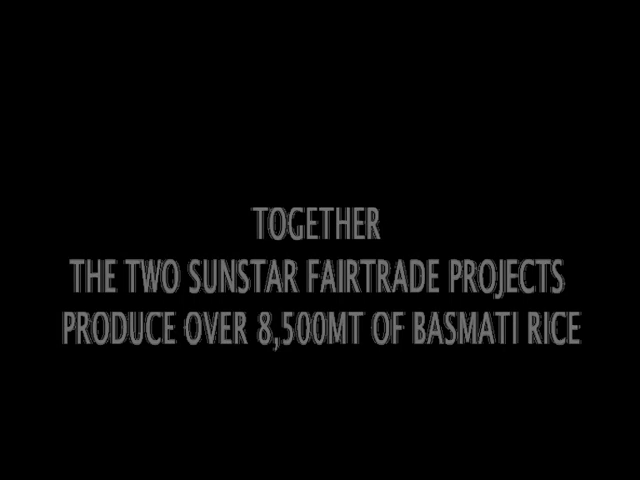 TOGETHER
THE TWO SUNSTAR FAIRTRADE PROJECTS
PRODUCE OVER 8,500MT OF BASMATI RICE